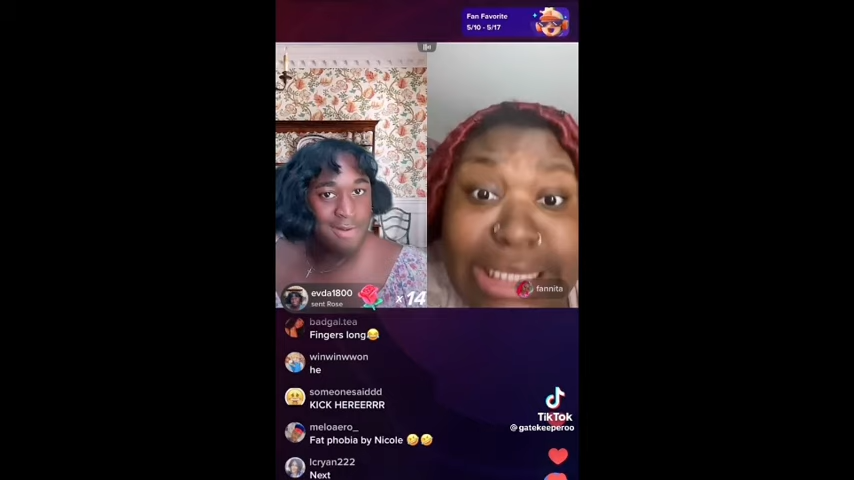 Fan Favorite
5/10 - 5/17
evda1800
sent Rose
x 14
fannita
badgal.tea
Fingers long😂
winwinwwon
he
someonesaiddd
KICK HEREERRR
meloaero_
Fat phobia by Nicole 🤣🤣
lcryan222
Next
TikTok
@gatekeeperoo